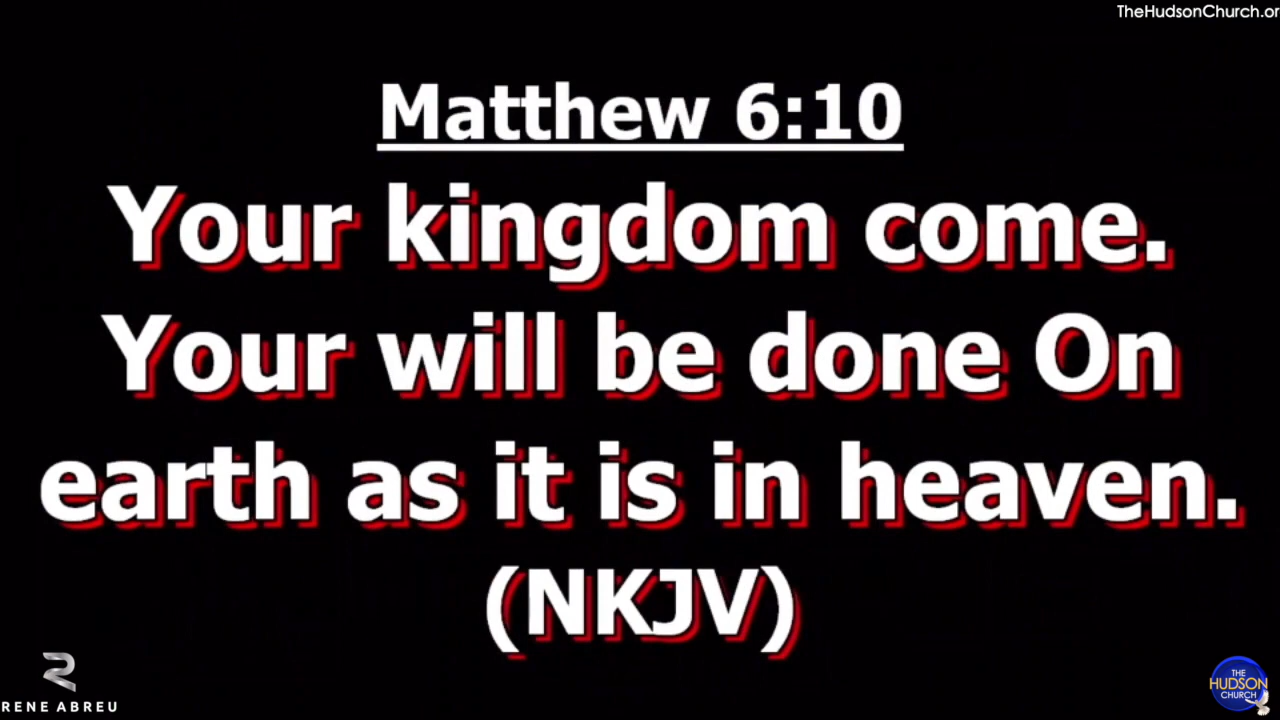 TheHudsonChurch.or
Matthew 6:10
Your kingdom come.
Your will be done On
earth as it is in heaven.
(NKJV)
RENE ABREU
THE
HUDSON
CHURCH